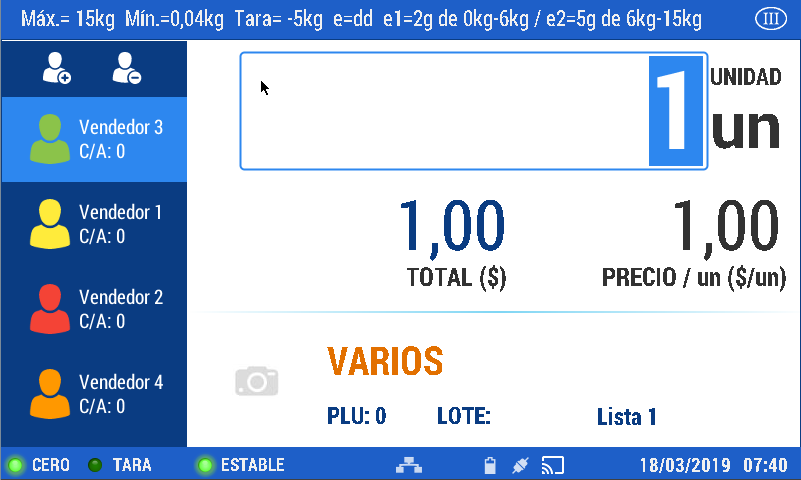 Máx.= 15kg Mín.=0,04kg Tara= -5kg e=dd e1=2g de 0kg-6kg / e2=5g de 6kg-15kg III
Vendedor 3
C/A: 0
Vendedor 1
C/A: 0
Vendedor 2
C/A: 0
Vendedor 4
C/A: 0
1 UNIDAD
un
1,00 1,00
TOTAL ($) PRECIO / un ($/un)
VARIOS
PLU: 0 LOTE: Lista 1
CERO TARA ESTABLE 18/03/2019 07:40